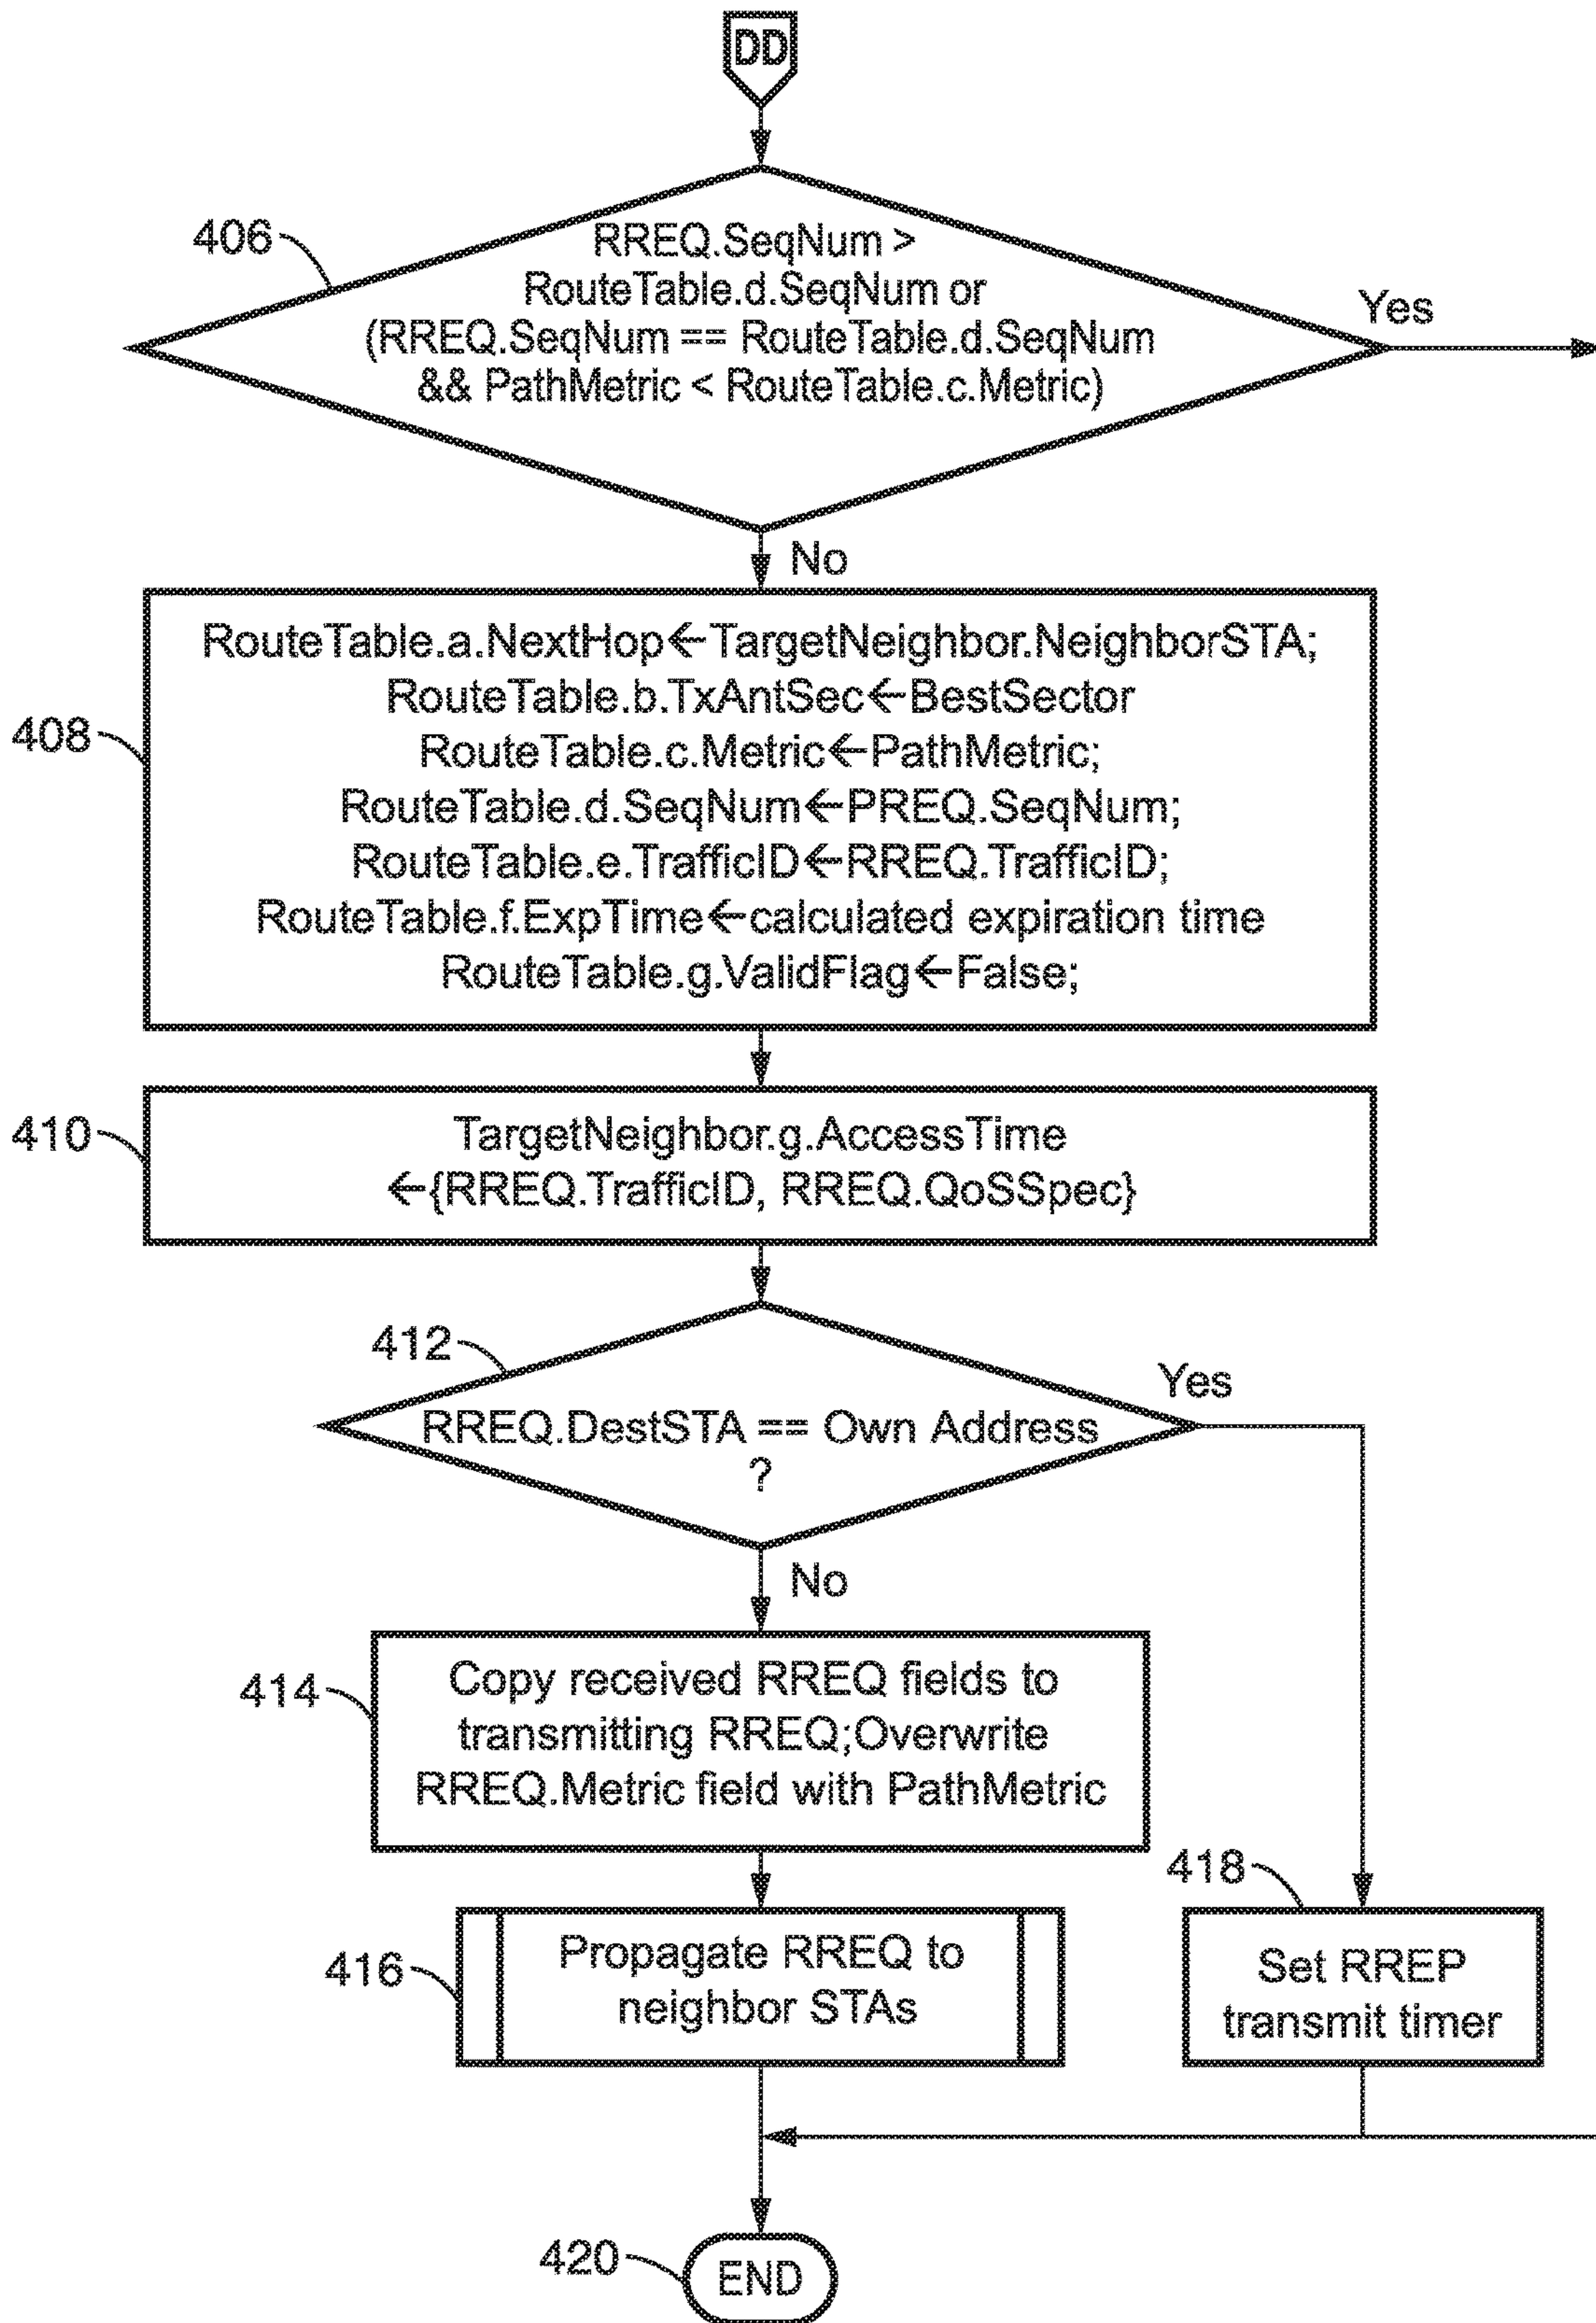 DD
406
RREQ.SeqNum >
RouteTable.d.SeqNum or
(RREQ.SeqNum == RouteTable.d.SeqNum
&& PathMetric < RouteTable.c.Metric)
Yes
No
408
RouteTable.a.NextHop←TargetNeighbor.NeighborSTA;
RouteTable.b.TxAntSec←BestSector
RouteTable.c.Metric←PathMetric;
RouteTable.d.SeqNum←PREQ.SeqNum;
RouteTable.e.TrafficID←RREQ.TrafficID;
RouteTable.f.ExpTime←calculated expiration time
RouteTable.g.ValidFlag←False;
410
TargetNeighbor.g.AccessTime
←{RREQ.TrafficID, RREQ.QoSSpec}
412
RREQ.DestSTA == Own Address
?
Yes
No
414
Copy received RREQ fields to
transmitting RREQ;Overwrite
RREQ.Metric field with PathMetric
416
Propagate RREQ to
neighbor STAs
418
Set RREP
transmit timer
420
END